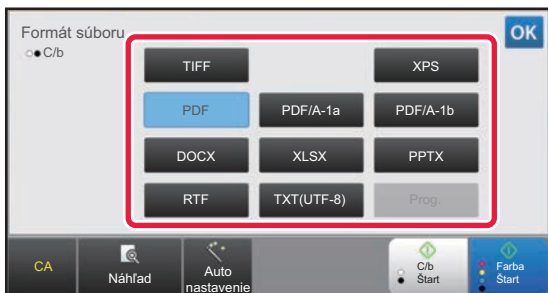 Formát súboru
C/b
OK
TIFF
XPS
PDF
PDF/A-1a
PDF/A-1b
DOCX
XLSX
PPTX
RTF
TXT(UTF-8)
Prog.
CA
Náhľad
Auto
nastavenie
C/b
Štart
Farba
Štart